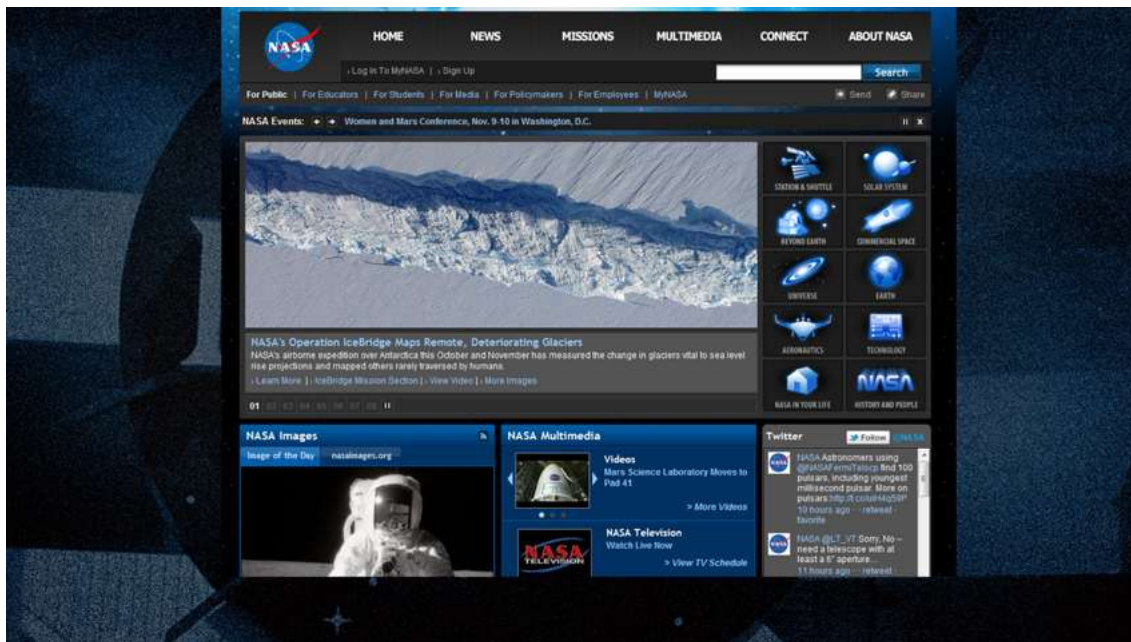 NASA
HOME NEWS MISSIONS MULTIMEDIA CONNECT ABOUT NASA
› Log In To MyNASA | › Sign Up
Search
For Public | For Educators | For Students | For Media | For Policymakers | For Employees | MyNASA
Send Share
NASA Events: Women and Mars Conference, Nov. 9-10 in Washington, D.C.
STATION & SHUTTLE SOLAR SYSTEM
BEYOND EARTH COMMERCIAL SPACE
UNIVERSE EARTH
AERONAUTICS TECHNOLOGY
NASA
NASA IN YOUR LIFE HISTORY AND PEOPLE
NASA's Operation IceBridge Maps Remote, Deteriorating Glaciers
NASA's airborne expedition over Antarctica this October and November has measured the change in glaciers vital to sea level
rise projections and mapped others rarely traversed by humans.
› Learn More | › IceBridge Mission Section | › View Video | › More Images
01 02 03 04 05 06 07 08
NASA Images
Image of the Day nasaimages.org
NASA Multimedia
Videos
Mars Science Laboratory Moves to
Pad 41
> More Videos
NASA
TELEVISION
NASA Television
Watch Live Now
> View TV Schedule
Twitter Follow @NASA
NASA Astronomers using
@NASAFermi find 100
pulsars, including youngest
millisecond pulsar. More on
pulsars:
10 hours ago · retweet ·
favorite
NASA @LT_VT Sorry, No –
need a telescope with at
least a 6" aperture...
11 hours ago · retweet ·